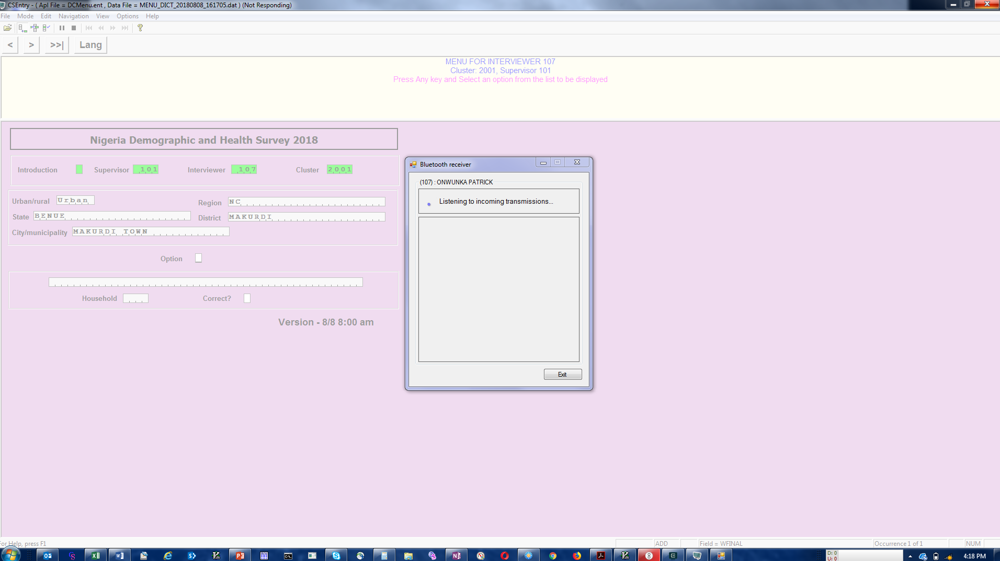 CSEntry - ( Apl File = DCMenu.ent , Data File = MENU_DICT_20180808_161705.dat ) (Not Responding)
File Mode Edit Navigation View Options Help
< > >>| Lang
MENU FOR INTERVIEWER 107
Cluster: 2001, Supervisor 101
Press Any key and Select an option from the list to be displayed
Nigeria Demographic and Health Survey 2018
Introduction Supervisor 101 Interviewer 107 Cluster 2001
Urban/rural Urban Region NC
State BENUE District MAKURDI
City/municipality MAKURDI TOWN
Option
Household Correct?
Version - 8/8 8:00 am
Bluetooth receiver
(107) : ONWUNKA PATRICK
Listening to incoming transmissions...
Exit
For Help, press F1 ADD Field = WFINAL Occurrence 1 of 1 NUM
D: 0
U: 0
4:18 PM